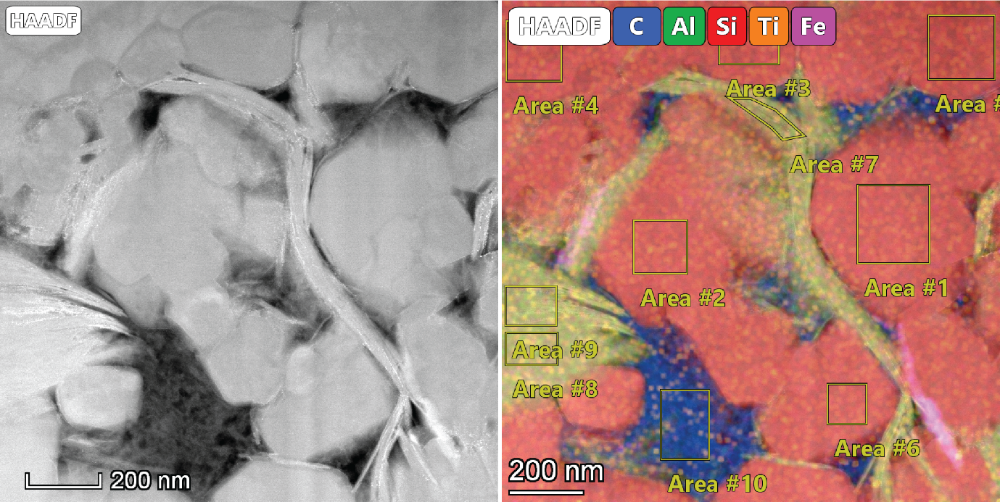 HAADF
200 nm
HAADF C Al Si Ti Fe
Area #3
Area #4
Area #
Area #7
Area #1
Area #2
Area #9
Area #8
Area #6
200 nm
Area #10